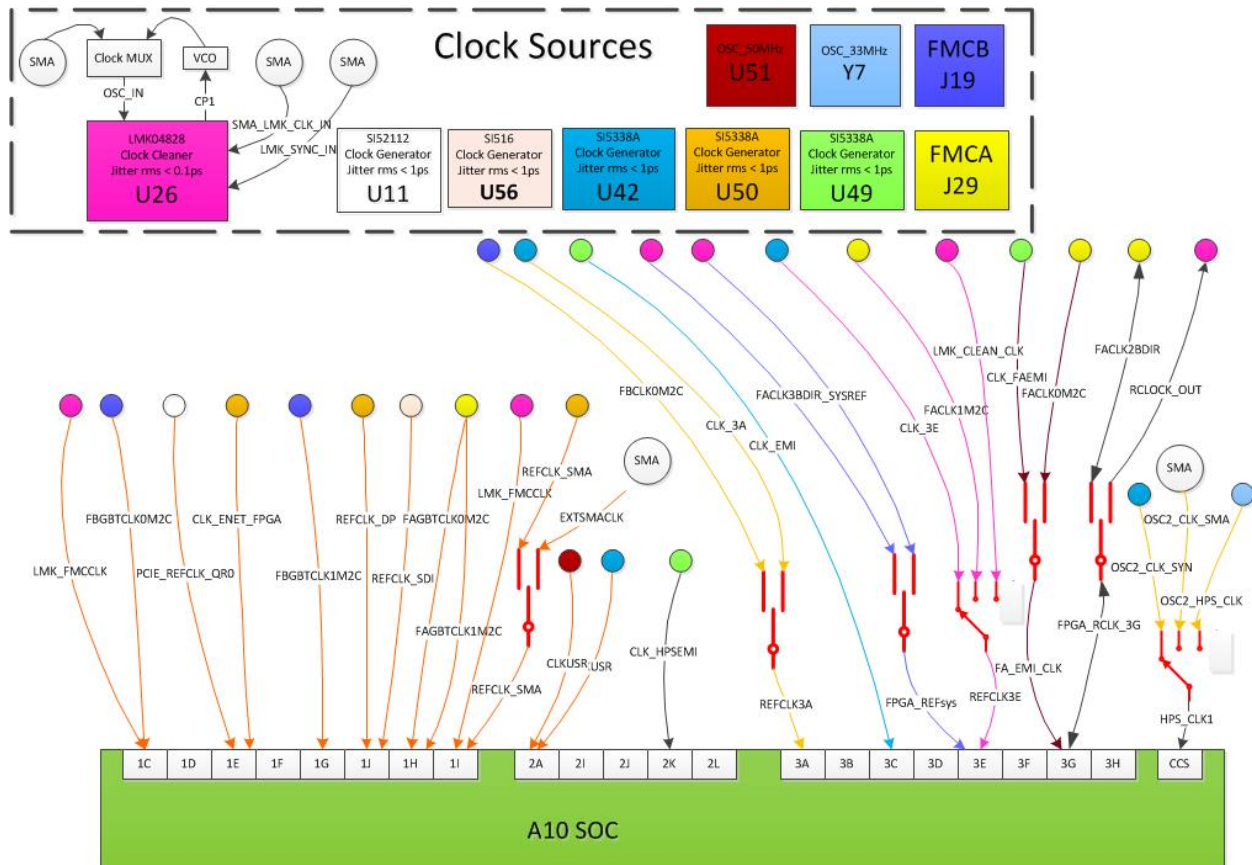 Clock Sources
SMA
Clock MUX
VCO
SMA
SMA
OSC_IN
CP1
SMA_LMK_CLK_IN
LMK_SYNC_IN
OSC_50MHz
U51
OSC_33MHz
Y7
FMCB
J19
LMK04828
Clock Cleaner
Jitter rms < 0.1ps
U26
SI52112
Clock Generator
Jitter rms < 1ps
U11
SI516
Clock Generator
Jitter rms < 1ps
U56
SI5338A
Clock Generator
Jitter rms < 1ps
U42
SI5338A
Clock Generator
Jitter rms < 1ps
U50
SI5338A
Clock Generator
Jitter rms < 1ps
U49
FMCA
J29
LMK_CLEAN_CLK
FACLK2BDIR
CLK_FAEMI
FBCLK0M2C
FACLK3BDIR_SYSREF
FACLK1M2C
FACLK0M2C
RCLOCK_OUT
CLK_3A
CLK_3E
CLK_EMI
REFCLK_SMA
SMA
SMA
LMK_FMCCLK
FBGBTCLK0M2C
CLK_ENET_FPGA
REFCLK_DP
FAGBTCLK0M2C
EXTSMACLK
OSC2_CLK_SMA
PCIE_REFCLK_QR0
LMK_FMCCLK
FBGBTCLK1M2C
REFCLK_SDI
OSC2_CLK_SYN
OSC2_HPS_CLK
FAGBTCLK1M2C
FPGA_RCLK_3G
CLKUSR
USR
CLK_HPSEMI
FA_EMI_CLK
REFCLK_SMA
REFCLK3A
FPGA_REFsys
REFCLK3E
HPS_CLK1
1C
1D
1E
1F
1G
1J
1H
1I
2A
2I
2J
2K
2L
3A
3B
3C
3D
3E
3F
3G
3H
CCS
A10 SOC